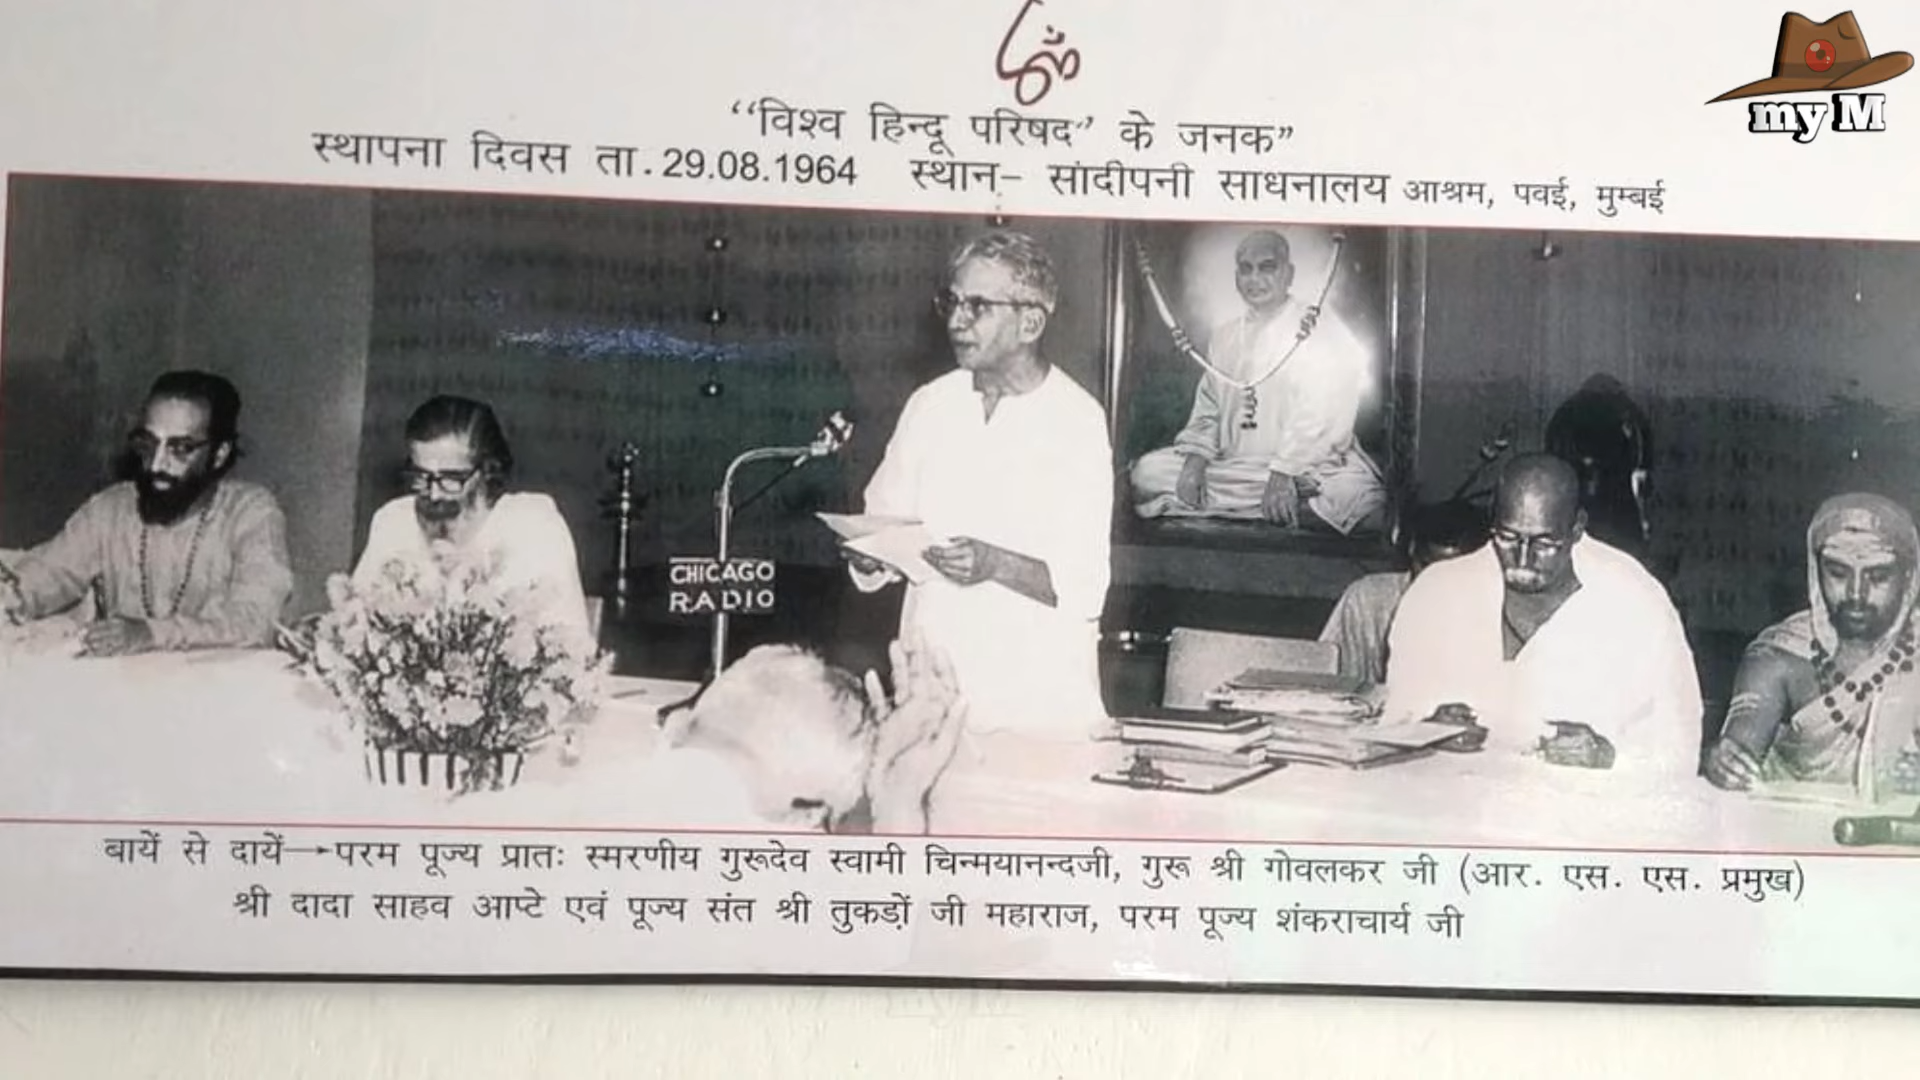 ॐ
‘‘विश्व हिन्दू परिषद’’ के जनक”
स्थापना दिवस ता. 29.08.1964 स्थान– सांदीपनी साधनालय आश्रम, पवई, मुम्बई
CHICAGO
RADIO
बायें से दायें→परम पूज्य प्रातः स्मरणीय गुरूदेव स्वामी चिन्मयानन्दजी, गुरू श्री गोवलकर जी (आर. एस. एस. प्रमुख)
श्री दादा साहव आप्टे एवं पूज्य संत श्री तुकड़ों जी महाराज, परम पूज्य शंकराचार्य जी
my M